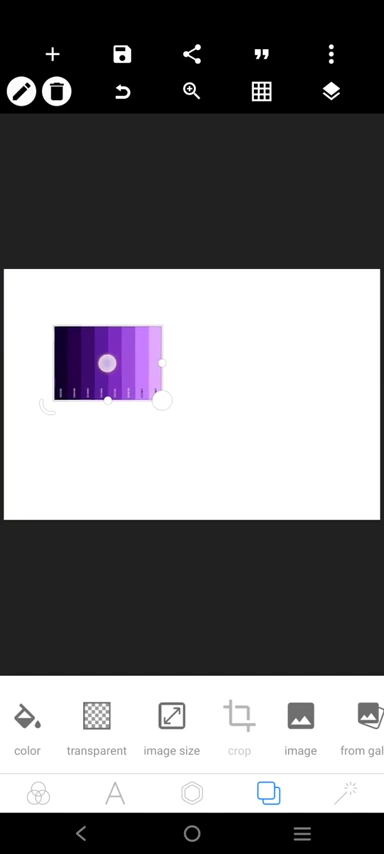 color
transparent
image size
crop
image
from gal